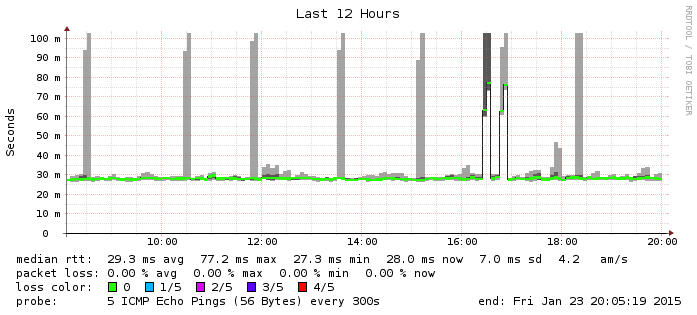 Last 12 Hours
RRDTOOL / TOBI OETIKER
Seconds
100 m
90 m
80 m
70 m
60 m
50 m
40 m
30 m
20 m
10 m
0
10:00 12:00 14:00 16:00 18:00 20:00
median rtt: 29.3 ms avg 77.2 ms max 27.3 ms min 28.0 ms now 7.0 ms sd 4.2 am/s
packet loss: 0.00 % avg 0.00 % max 0.00 % min 0.00 % now
loss color: 0 1/5 2/5 3/5 4/5
probe: 5 ICMP Echo Pings (56 Bytes) every 300s end: Fri Jan 23 20:05:19 2015